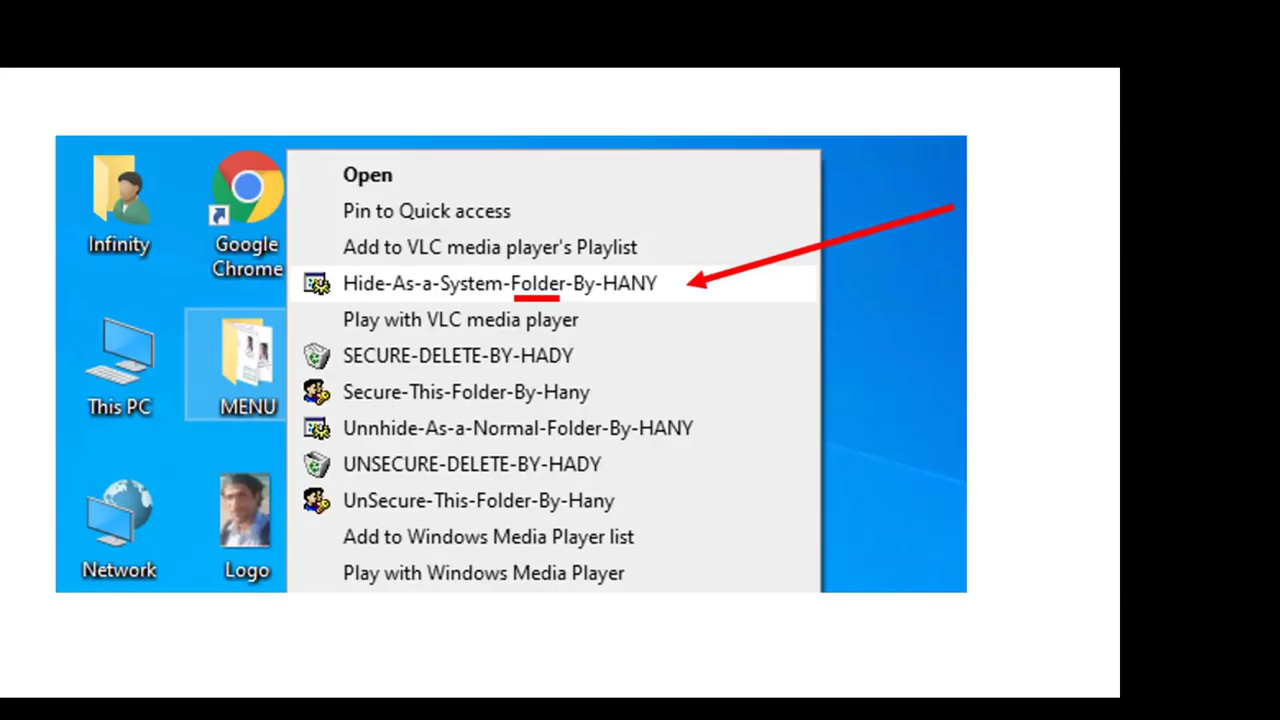 Infinity
Google
Chrome
This PC
MENU
Network
Logo
Open
Pin to Quick access
Add to VLC media player's Playlist
Hide-As-a-System-Folder-By-HANY
Play with VLC media player
SECURE-DELETE-BY-HADY
Secure-This-Folder-By-Hany
Unnhide-As-a-Normal-Folder-By-HANY
UNSECURE-DELETE-BY-HADY
UnSecure-This-Folder-By-Hany
Add to Windows Media Player list
Play with Windows Media Player